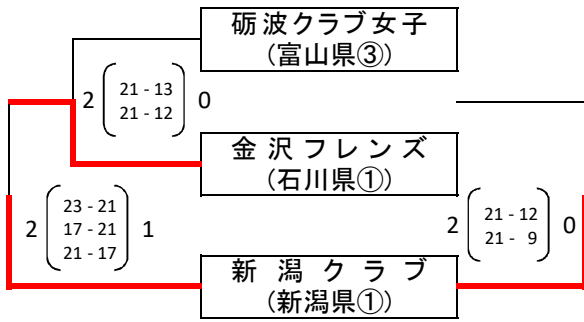 砺波クラブ女子
(富山県③)
2 21 - 13 0
21 - 12
金沢フレンズ
(石川県①)
2 23 - 21 1
17 - 21
21 - 17
2 21 - 12 0
21 - 9
新潟クラブ
(新潟県①)